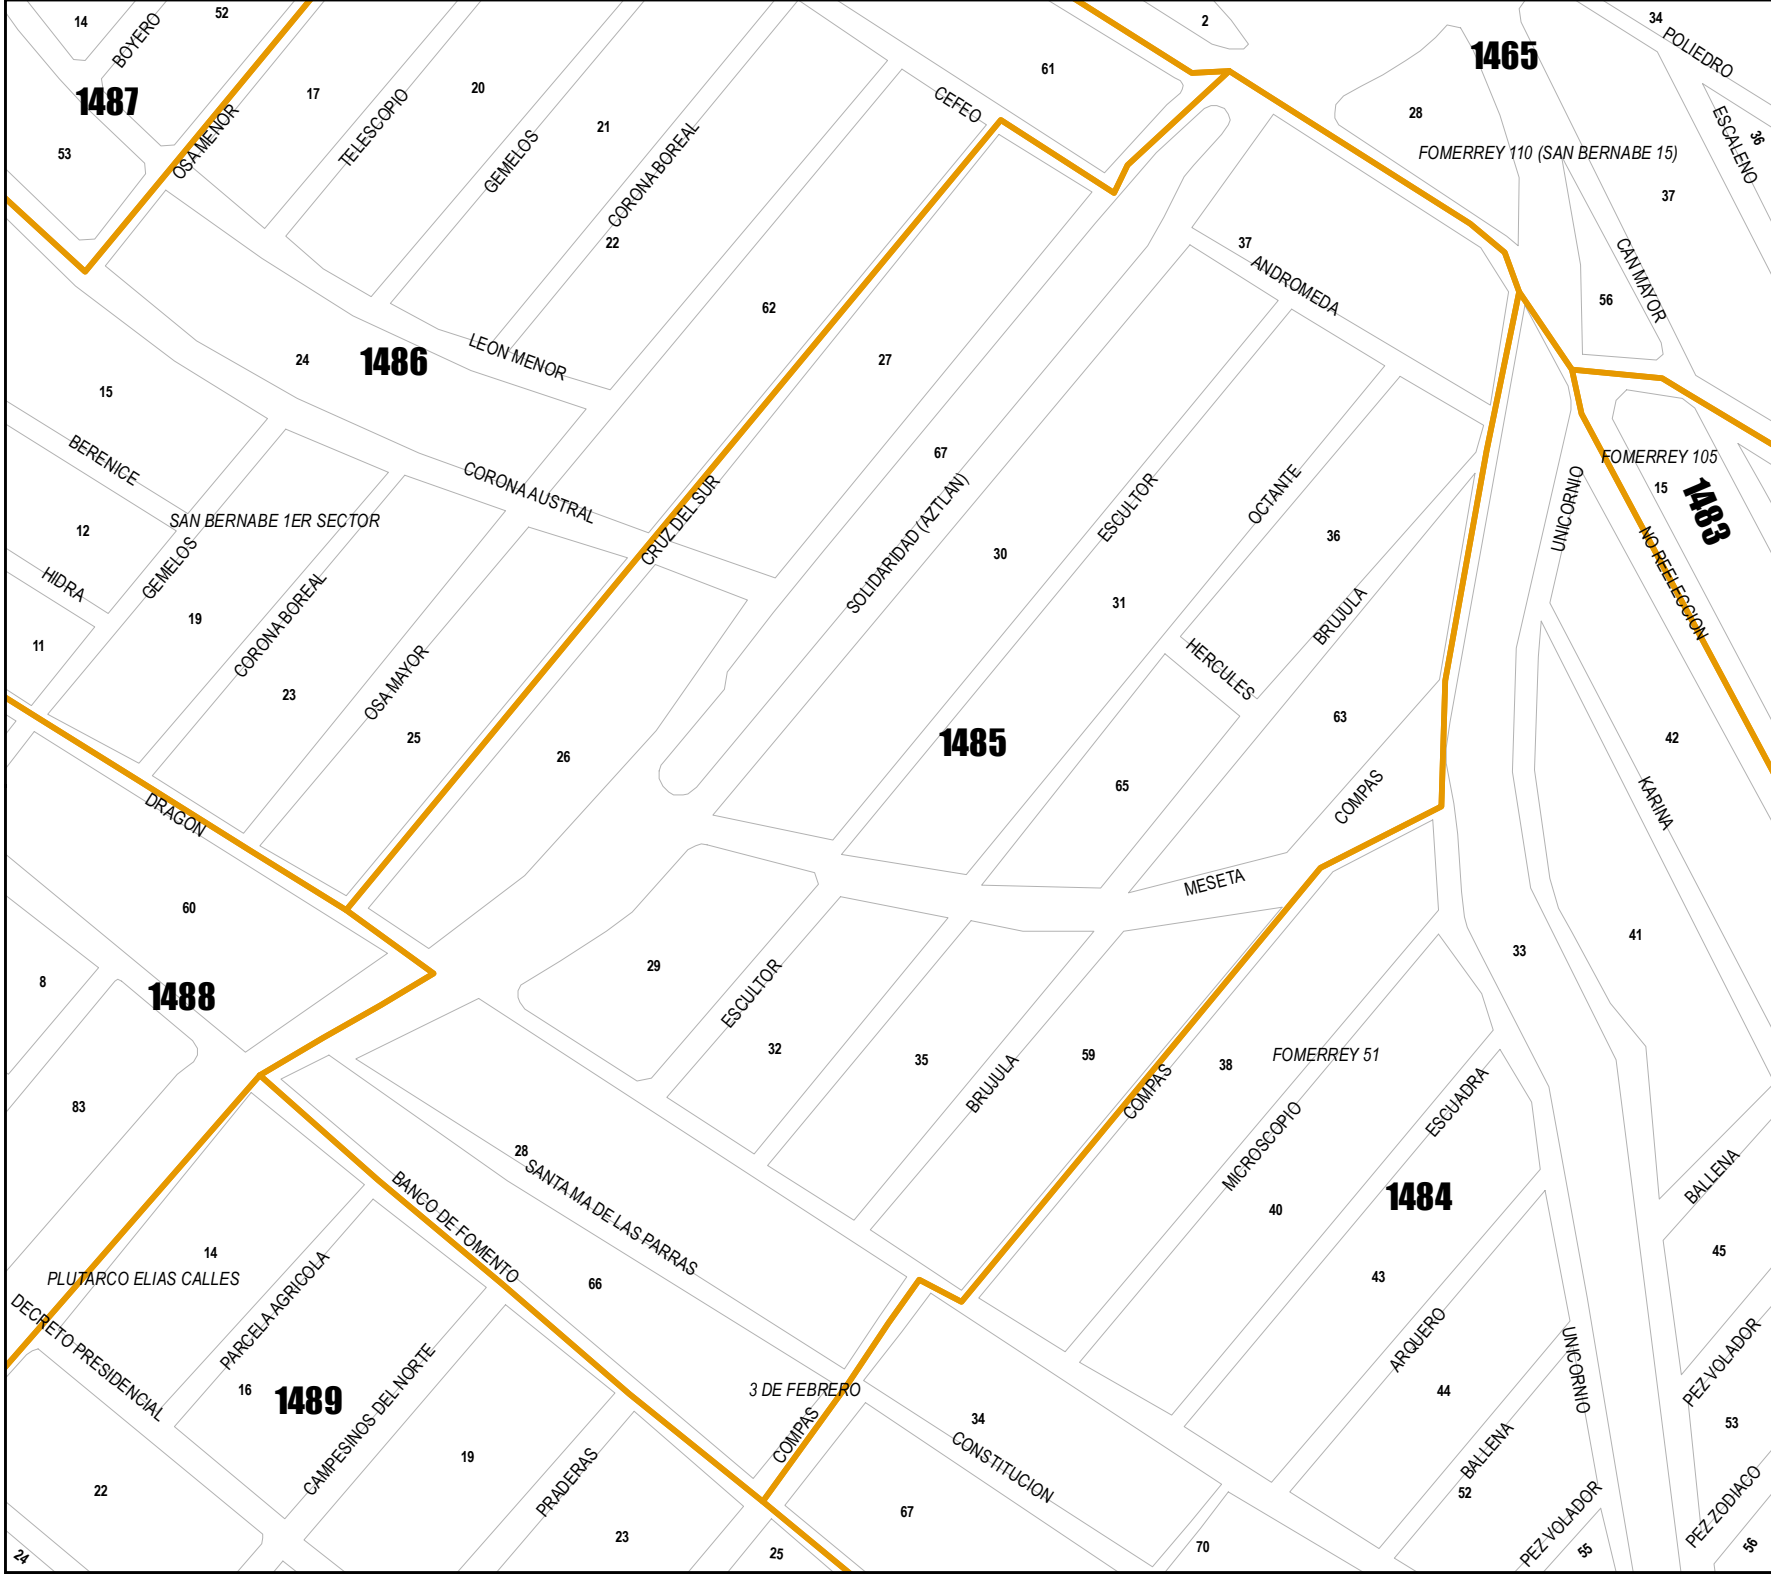 14
52
2
34
BOYERO
POLIEDRO
1465
61
20
17
1487
TELESCOPIO
CEFEO
28
ESCALENO
36
21
OSA MENOR
GEMELOS
CORONA BOREAL
53
FOMERREY 110 (SAN BERNABE 15)
37
22
37
ANDROMEDA
CAN MAYOR
56
62
24
1486
LEON MENOR
27
15
BERENICE
67
FOMERREY 105
15
1483
CORONA AUSTRAL
SAN BERNABE 1ER SECTOR
12
CRUZ DEL SUR
SOLIDARIDAD (AZTLAN)
ESCULTOR
OCTANTE
UNICORNIO
36
30
NO REELECCION
GEMELOS
HIDRA
31
BRUJULA
19
CORONA BOREAL
11
HERCULES
OSA MAYOR
23
63
25
1485
42
26
65
COMPAS
KARINA
DRAGON
MESETA
60
29
33
41
8
1488
ESCULTOR
32
35
59
38
FOMERREY 51
BRUJULA
COMPAS
83
MICROSCOPIO
ESCUADRA
28
SANTA MA DE LAS PARRAS
BANCO DE FOMENTO
40
1484
BALLENA
14
PLUTARCO ELIAS CALLES
66
43
45
DECRETO PRESIDENCIAL
PARCELA AGRICOLA
ARQUERO
UNICORNIO
PEZ VOLADOR
16
1489
CAMPESINOS DEL NORTE
3 DE FEBRERO
COMPAS
34
44
53
CONSTITUCION
BALLENA
19
PRADERAS
22
67
52
PEZ VOLADOR
PEZ ZODIACO
23
24
25
70
55
56